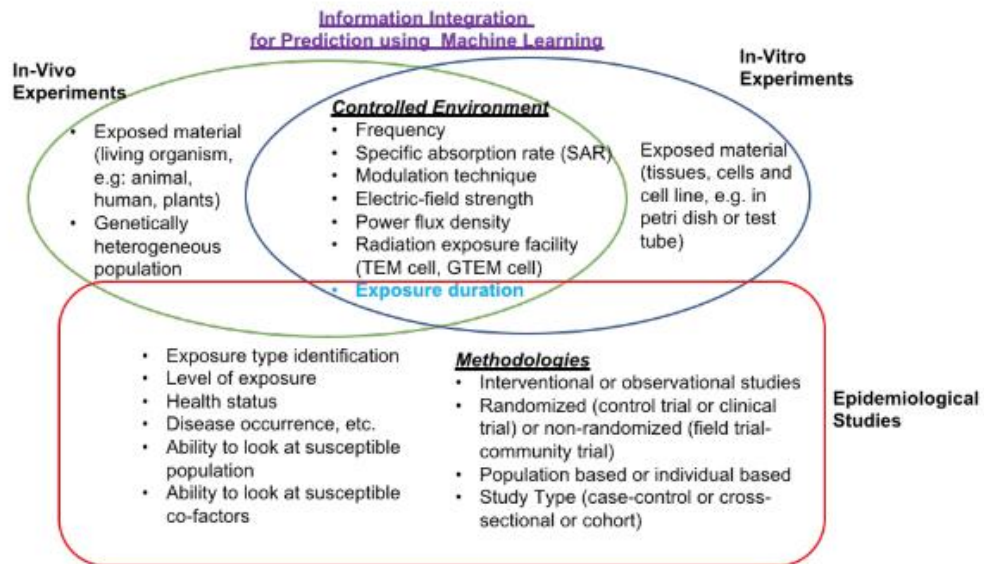 Information Integration
for Prediction using Machine Learning
In-Vivo
Experiments
In-Vitro
Experiments
• Exposed material
(living organism,
e.g: animal,
human, plants)
• Genetically
heterogeneous
population
Controlled Environment
• Frequency
• Specific absorption rate (SAR)
• Modulation technique
• Electric-field strength
• Power flux density
• Radiation exposure facility
(TEM cell, GTEM cell)
• Exposure duration
Exposed material
(tissues, cells and
cell line, e.g. in
petri dish or test
tube)
• Exposure type identification
• Level of exposure
• Health status
• Disease occurrence, etc.
• Ability to look at susceptible
population
• Ability to look at susceptible
co-factors
Methodologies
• Interventional or observational studies
• Randomized (control trial or clinical
trial) or non-randomized (field trial-
community trial)
• Population based or individual based
• Study Type (case-control or cross-
sectional or cohort)
Epidemiological
Studies